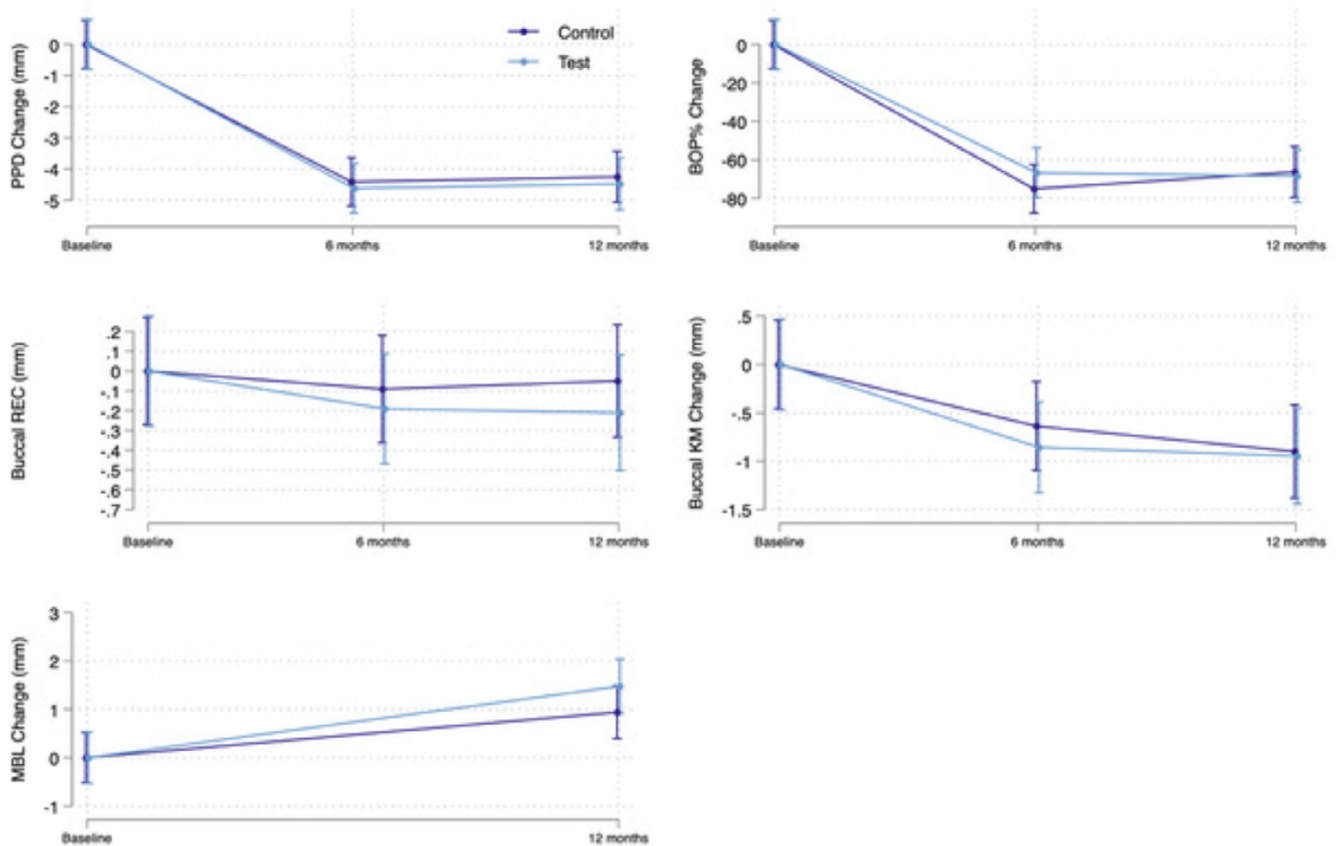 PPD Change (mm)
0
-1
-2
-3
-4
-5
Baseline
6 months
12 months
Control
Test
BOP% Change
0
-20
-40
-60
-80
Baseline
6 months
12 months
Buccal REC (mm)
.2
.1
0
-.1
-.2
-.3
-.4
-.5
-.6
-.7
Baseline
6 months
12 months
Buccal KM Change (mm)
.5
0
-.5
-1
-1.5
Baseline
6 months
12 months
MBL Change (mm)
3
2
1
0
-1
Baseline
12 months